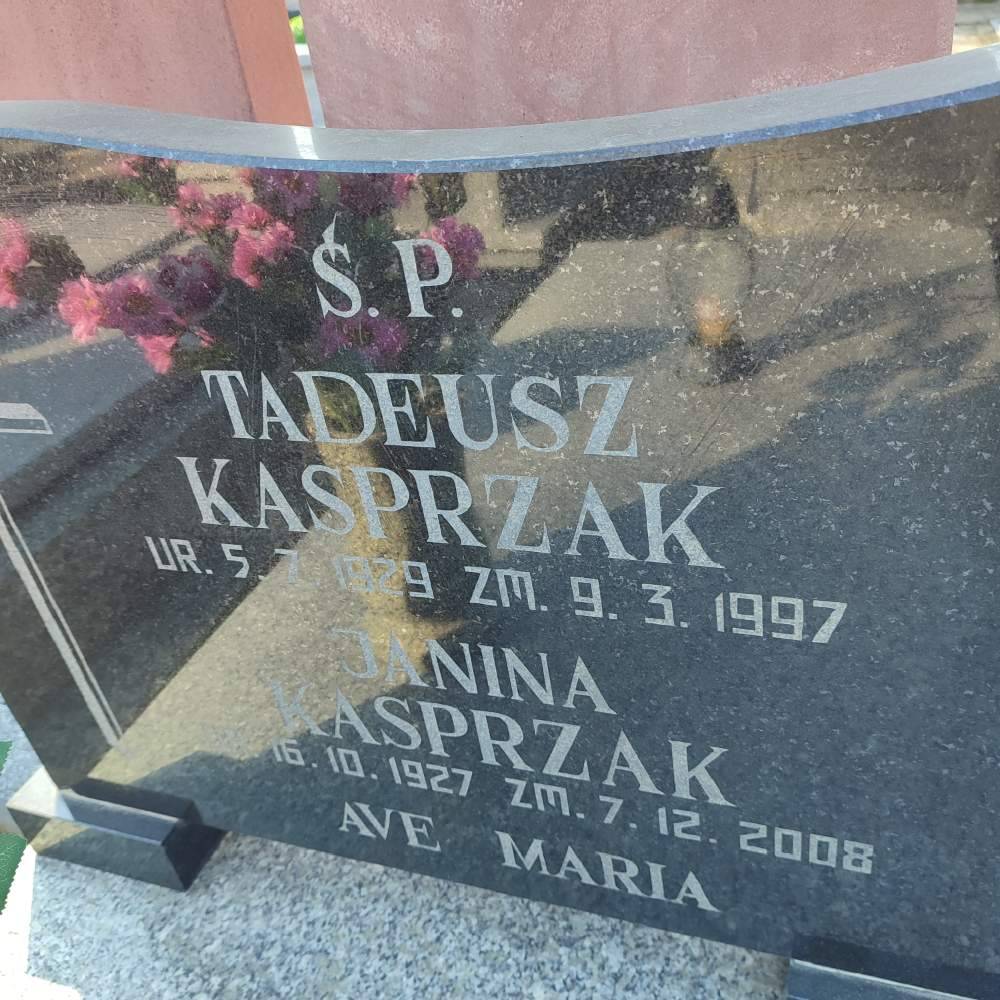 Ś. P.
TADEUSZ
KASPRZAK
UR. 5. 7. 1929 ZM. 9. 3. 1997
JANINA
KASPRZAK
16. 10. 1927 ZM. 7. 12. 2008
AVE MARIA